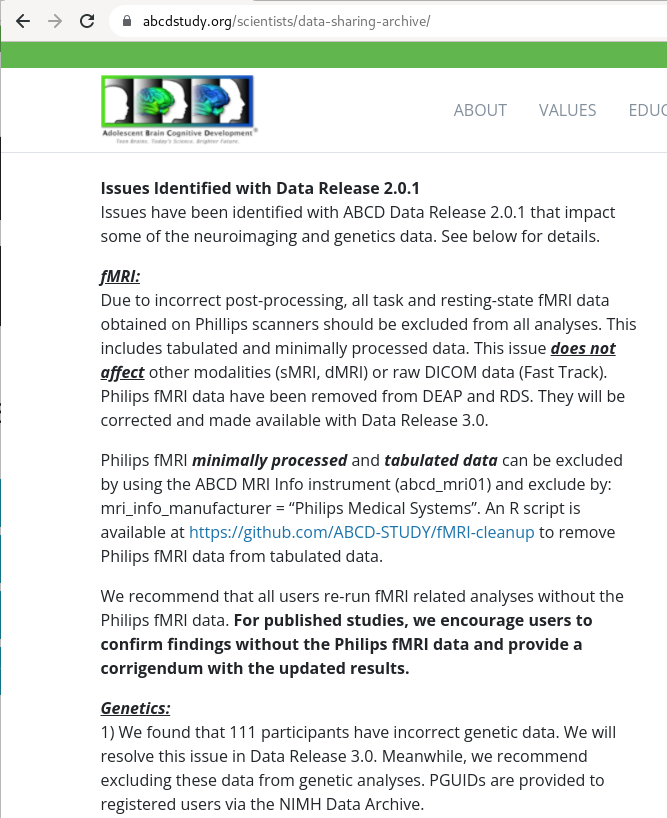 abcdstudy.org/scientists/data-sharing-archive/
Adolescent Brain Cognitive Development®
Teen Brains. Today's Science. Brighter Future.
ABOUT VALUES EDUC
Issues Identified with Data Release 2.0.1
Issues have been identified with ABCD Data Release 2.0.1 that impact
some of the neuroimaging and genetics data. See below for details.
fMRI:
Due to incorrect post-processing, all task and resting-state fMRI data
obtained on Phillips scanners should be excluded from all analyses. This
includes tabulated and minimally processed data. This issue does not
affect other modalities (sMRI, dMRI) or raw DICOM data (Fast Track).
Philips fMRI data have been removed from DEAP and RDS. They will be
corrected and made available with Data Release 3.0.
Philips fMRI minimally processed and tabulated data can be excluded
by using the ABCD MRI Info instrument (abcd_mri01) and exclude by:
mri_info_manufacturer = “Philips Medical Systems”. An R script is
available at https://github.com/ABCD-STUDY/fMRI-cleanup to remove
Philips fMRI data from tabulated data.
We recommend that all users re-run fMRI related analyses without the
Philips fMRI data. For published studies, we encourage users to
confirm findings without the Philips fMRI data and provide a
corrigendum with the updated results.
Genetics:
1) We found that 111 participants have incorrect genetic data. We will
resolve this issue in Data Release 3.0. Meanwhile, we recommend
excluding these data from genetic analyses. PGUIDs are provided to
registered users via the NIMH Data Archive.